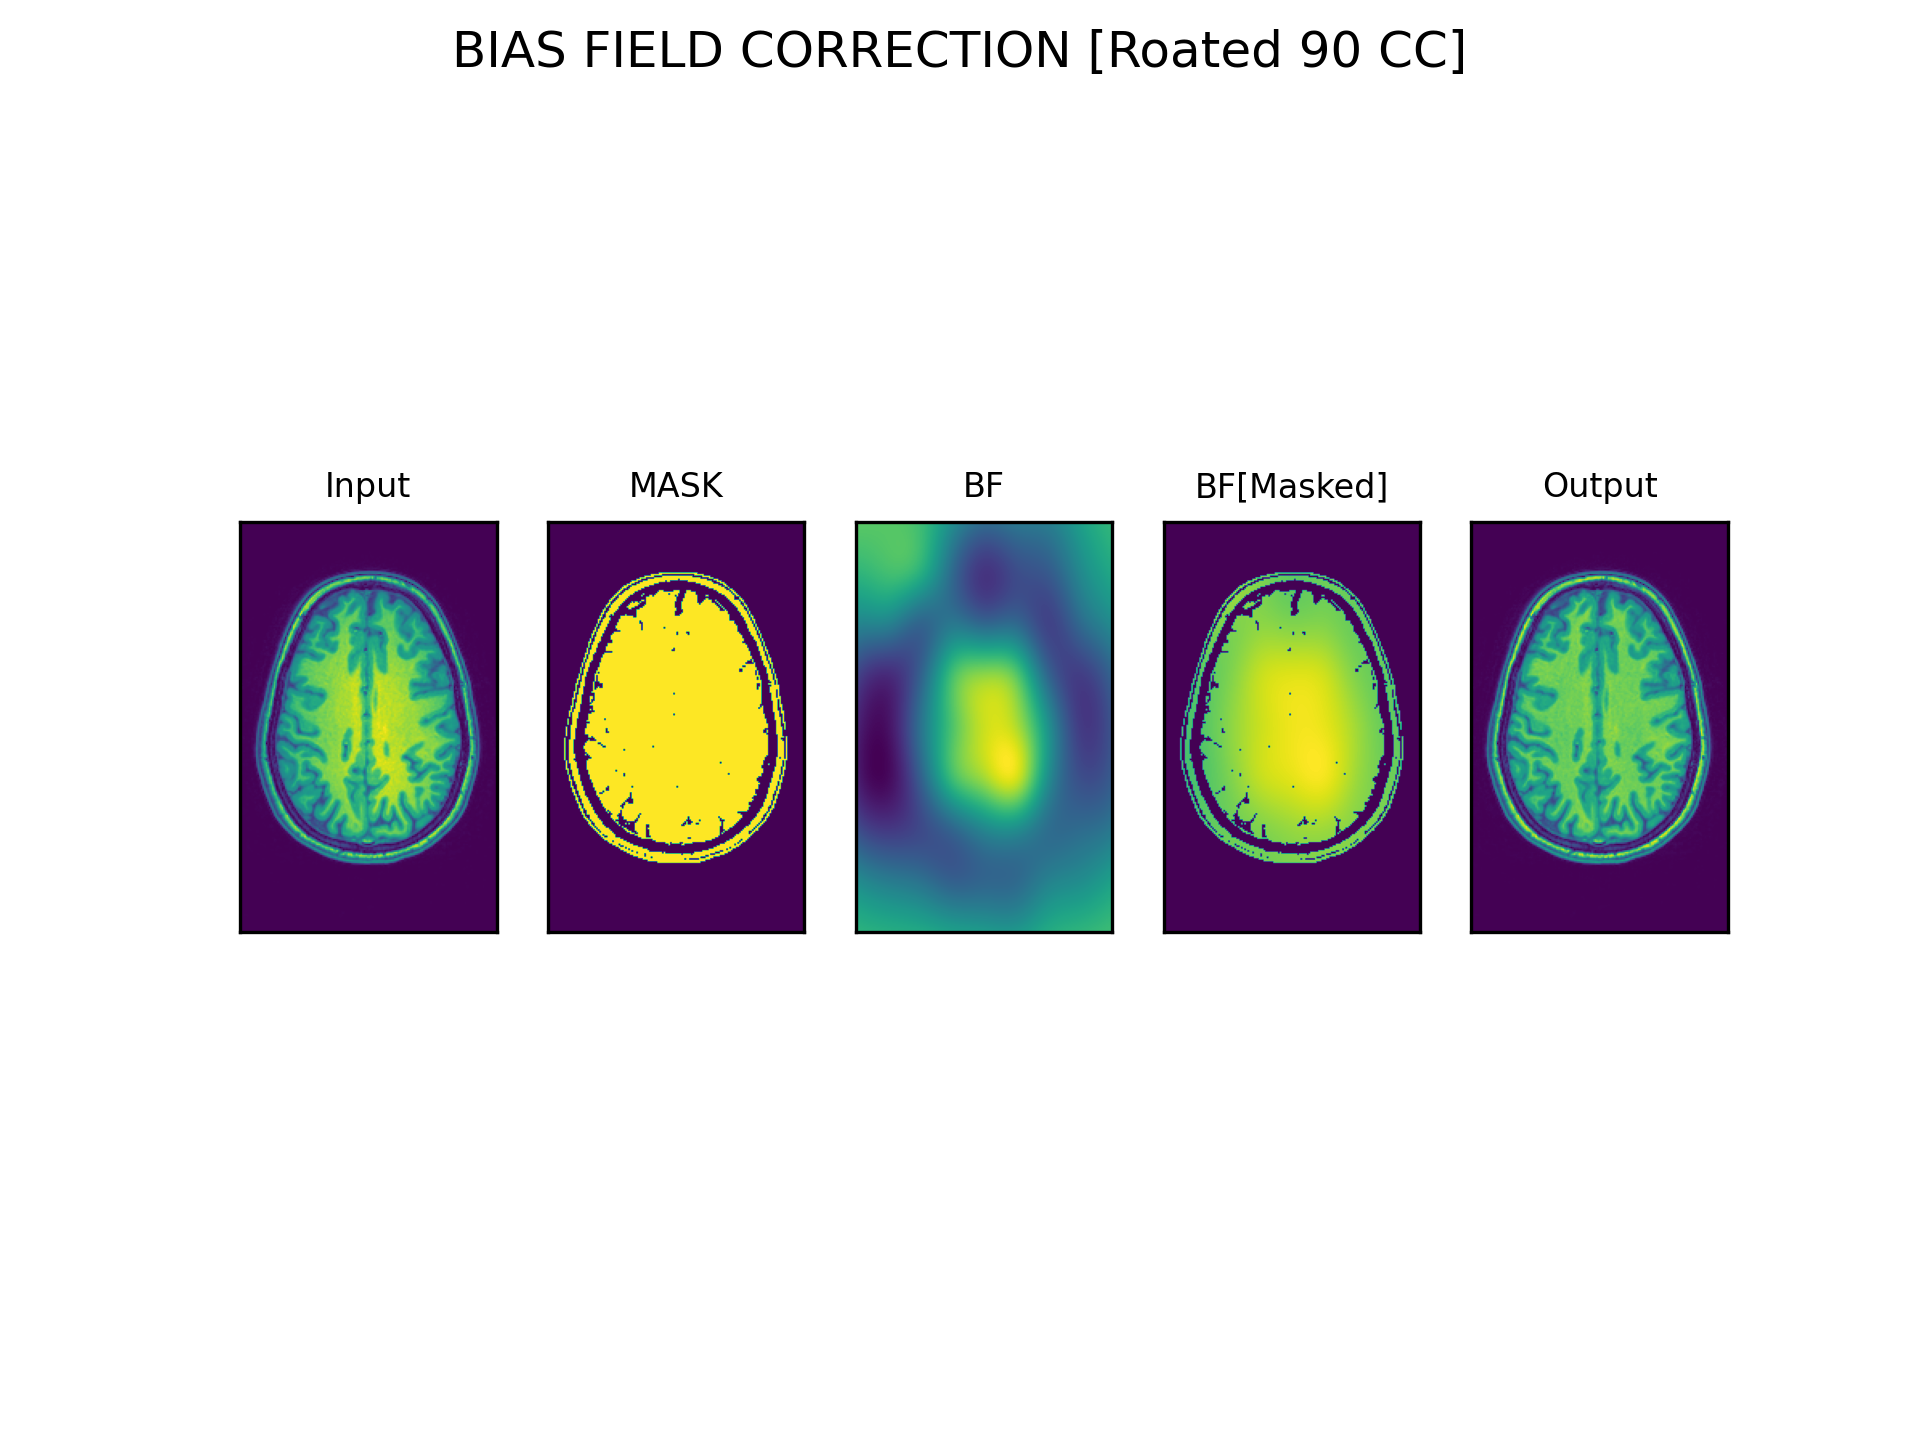 BIAS FIELD CORRECTION [Roated 90 CC]
Input
MASK
BF
BF[Masked]
Output